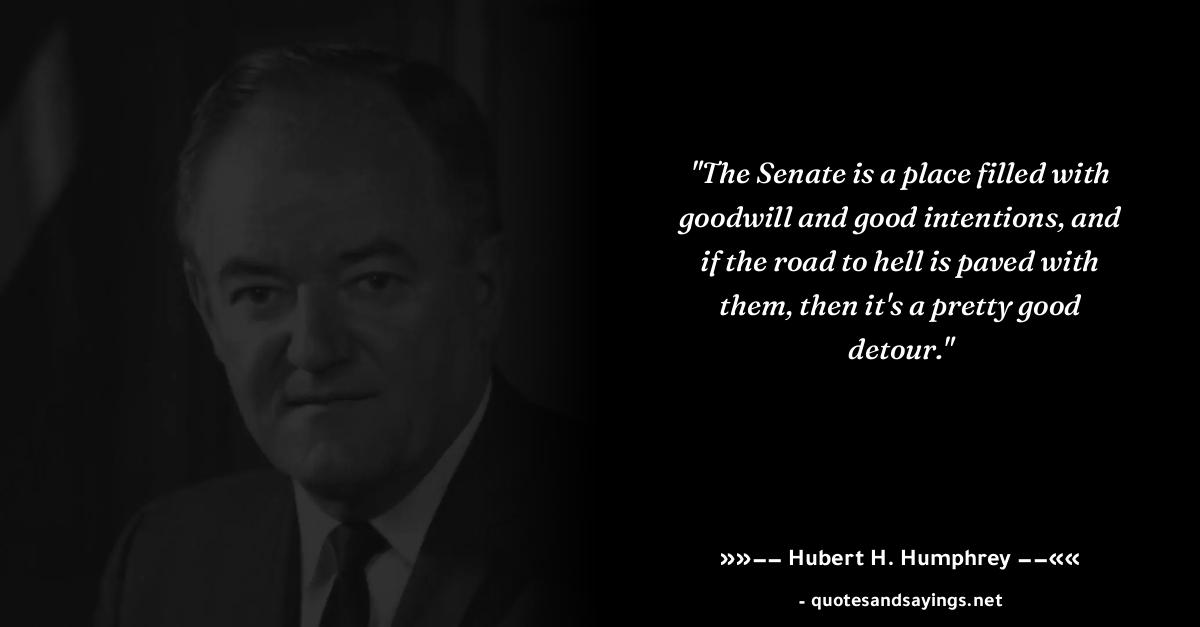 "The Senate is a place filled with
goodwill and good intentions, and
if the road to hell is paved with
them, then it's a pretty good
detour."
»»–– Hubert H. Humphrey ––««
- quotesandsayings.net